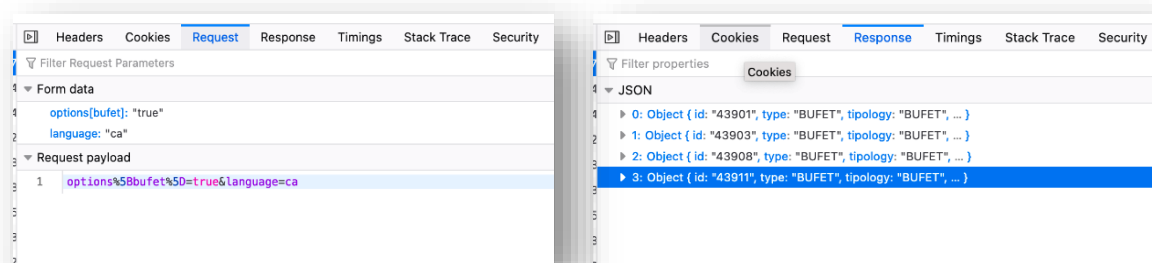 Headers Cookies Request Response Timings Stack Trace Security
Filter Request Parameters
Form data
options[bufet]: "true"
language: "ca"
Request payload
1 options%5Bbufet%5D=true&language=ca
Headers Cookies Request Response Timings Stack Trace Security
Filter properties
Cookies
JSON
0: Object { id: "43901", type: "BUFET", tipology: "BUFET", … }
1: Object { id: "43903", type: "BUFET", tipology: "BUFET", … }
2: Object { id: "43908", type: "BUFET", tipology: "BUFET", … }
3: Object { id: "43911", type: "BUFET", tipology: "BUFET", … }